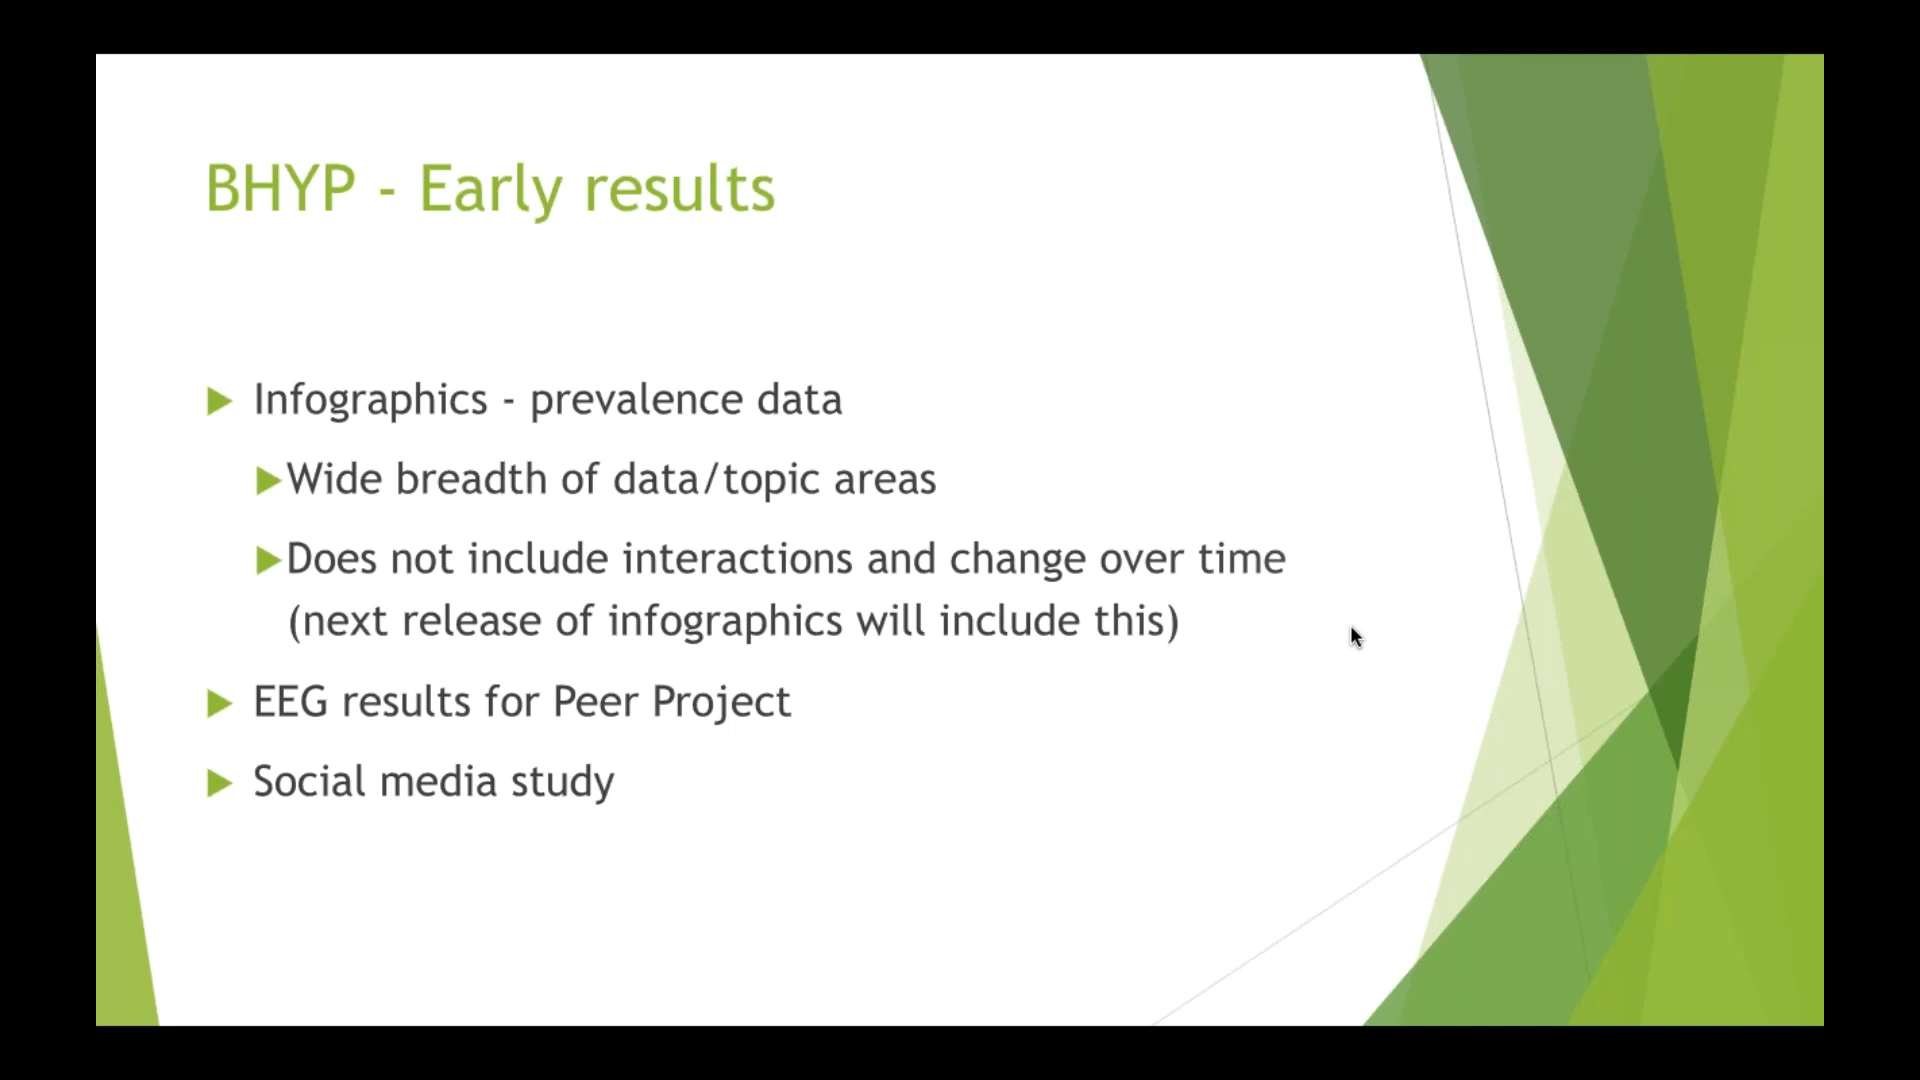 BHYP - Early results
Infographics - prevalence data
Wide breadth of data/topic areas
Does not include interactions and change over time
(next release of infographics will include this)
EEG results for Peer Project
Social media study